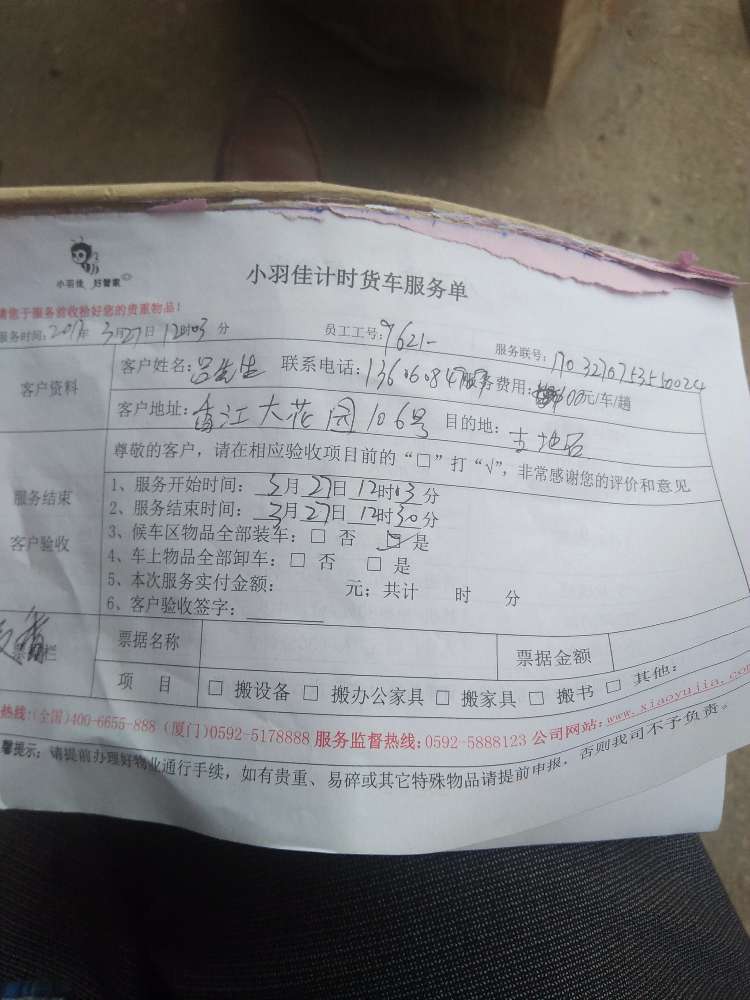 小羽佳 好管家
小羽佳计时货车服务单
请您于服务前收捡好您的贵重物品！
服务时间：2017年 3月27日 12时03分
员工工号：9621
服务联号：1703270753550024
客户资料
客户姓名：吕先生 联系电话：服务费用：100元/车/趟
客户地址：香江大花园106号 目的地：
尊敬的客户，请在相应验收项目前的“□”打“√”，非常感谢您的评价和意见
服务结束
客户验收
1、服务开始时间：3月27日12时03分
2、服务结束时间：3月27日12时30分
3、候车区物品全部装车：□ 否 □ 是
4、车上物品全部卸车：□ 否 □ 是
5、本次服务实付金额： 元；共计 时 分
6、客户验收签字：
栏
票据名称 票据金额
项 目 □ 搬设备 □ 搬办公家具 □ 搬家具 □ 搬书 □ 其他：
热线：(全国)400-6655-888 (厦门)0592-5178888 服务监督热线：0592-5888123 公司网站：www.xiaoyujia.com
馨提示：请提前办理好物业通行手续，如有贵重、易碎或其它特殊物品请提前申报，否则我司不予负责。